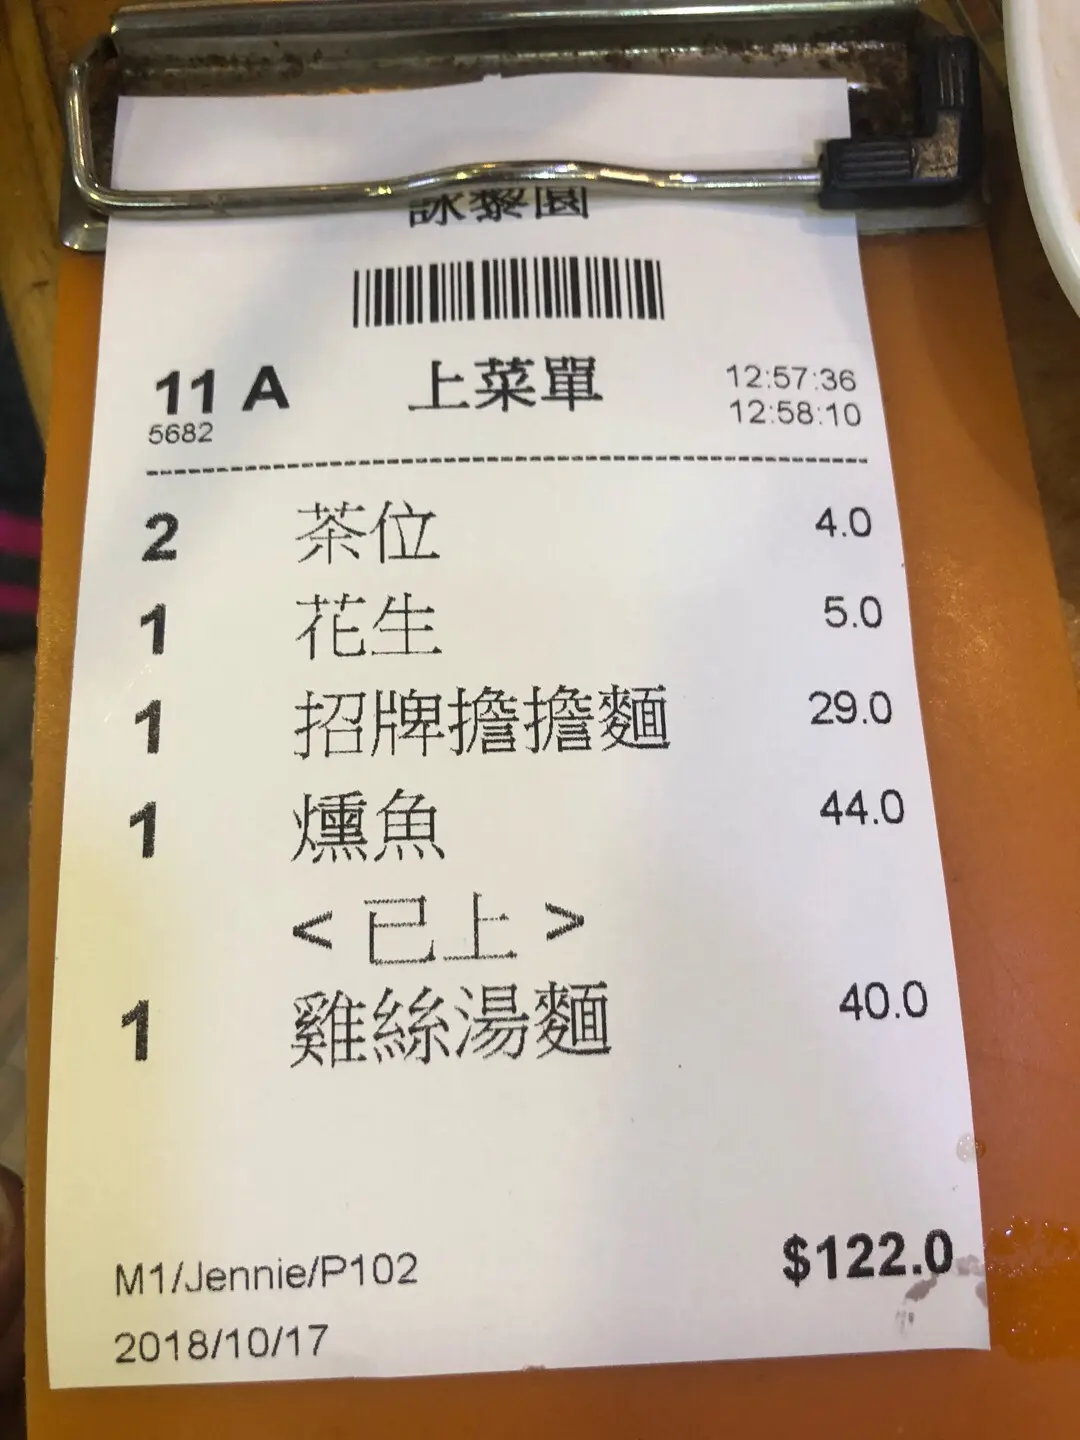 詠藜園
11 A 上菜單 12:57:36
5682 12:58:10
2 茶位 4.0
1 花生 5.0
1 招牌擔擔麵 29.0
1 燻魚 44.0
<已上>
1 雞絲湯麵 40.0
$122.0
M1/Jennie/P102
2018/10/17